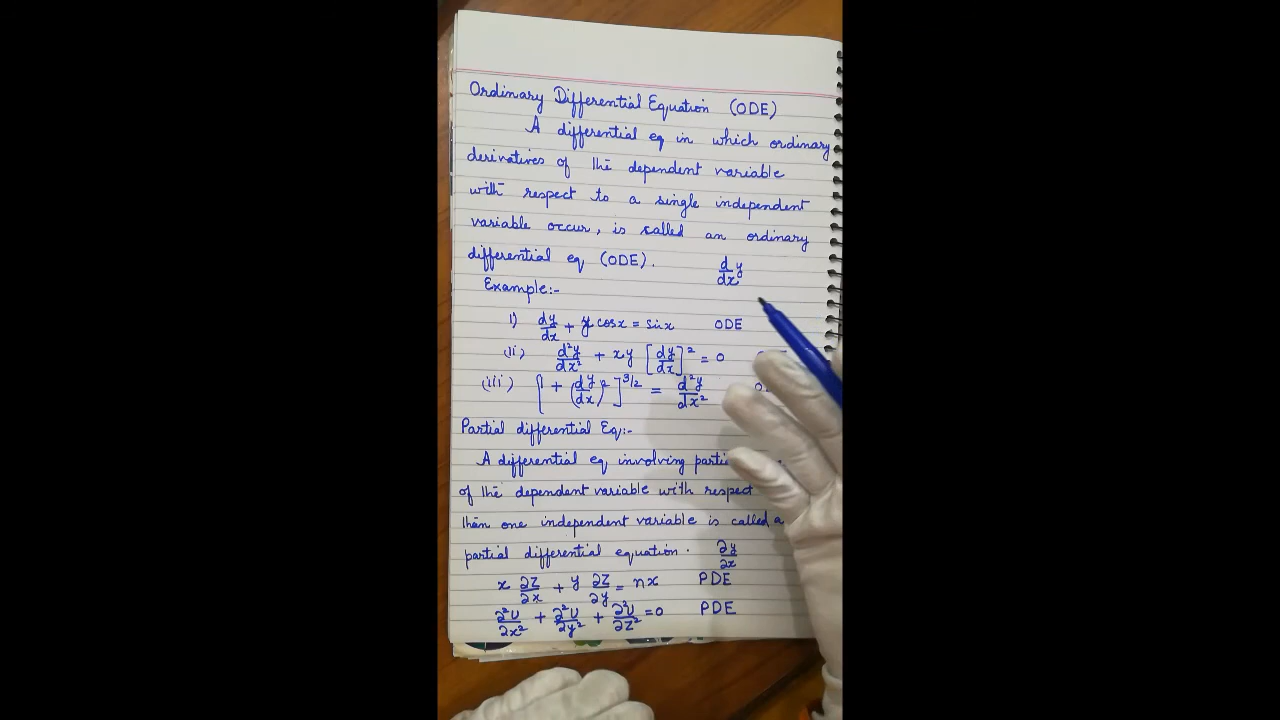 Ordinary Differential Equation (ODE)
A differential eq in which ordinary
derivatives of the dependent variable
with respect to a single independent
variable occur, is called an ordinary
differential eq (ODE). d/dx y
Example:-
i) dy/dx + y cosx = sinx ODE
(ii) d²y/dx² + xy [dy/dx]² = 0
(iii) [ + (dy/dx)² ]^3/2 = d²y/dx²
Partial differential Eq:-
A differential eq involving
of the dependent variable with respect
than one independent variable is called a
partial differential equation. ∂y/∂x
x ∂z/∂x + y ∂z/∂y = nx PDE
∂²U/∂x² + ∂²U/∂y² + ∂²U/∂z² = 0 PDE